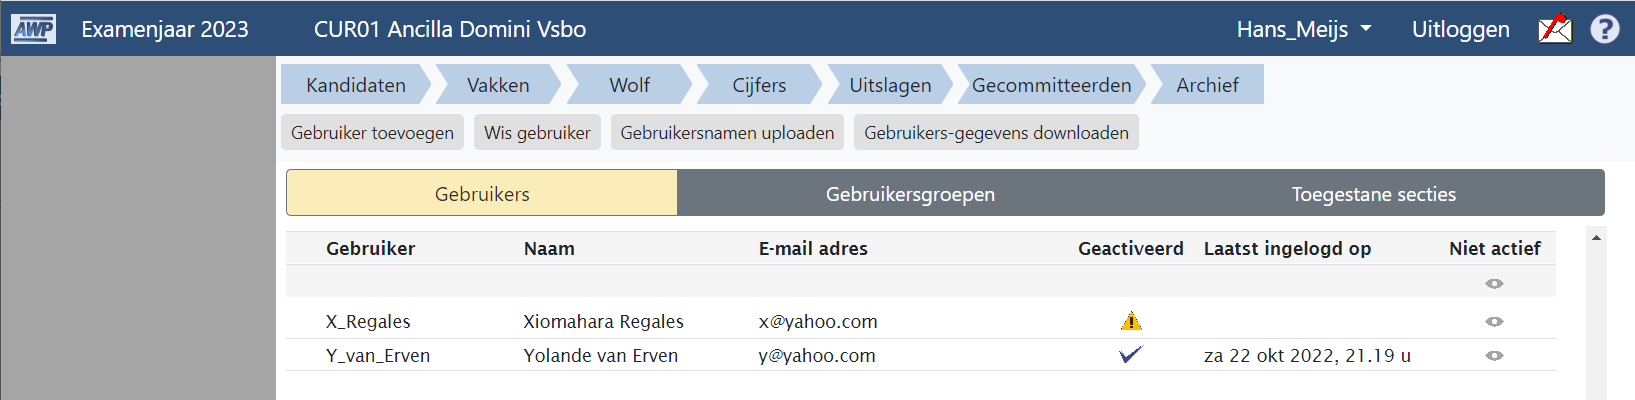 AWP Examenjaar 2023 CUR01 Ancilla Domini Vsbo Hans_Meijs Uitloggen ?
Kandidaten Vakken Wolf Cijfers Uitslagen Gecommitteerden Archief
Gebruiker toevoegen Wis gebruiker Gebruikersnamen uploaden Gebruikers-gegevens downloaden
Gebruikers Gebruikersgroepen Toegestane secties
Gebruiker Naam E-mail adres Geactiveerd Laatst ingelogd op Niet actief
X_Regales Xiomahara Regales x@yahoo.com
Y_van_Erven Yolande van Erven y@yahoo.com za 22 okt 2022, 21.19 u